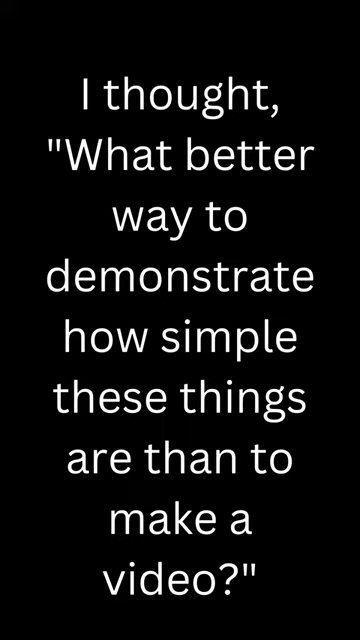 I thought,
"What better
way to
demonstrate
how simple
these things
are than to
make a
video?"